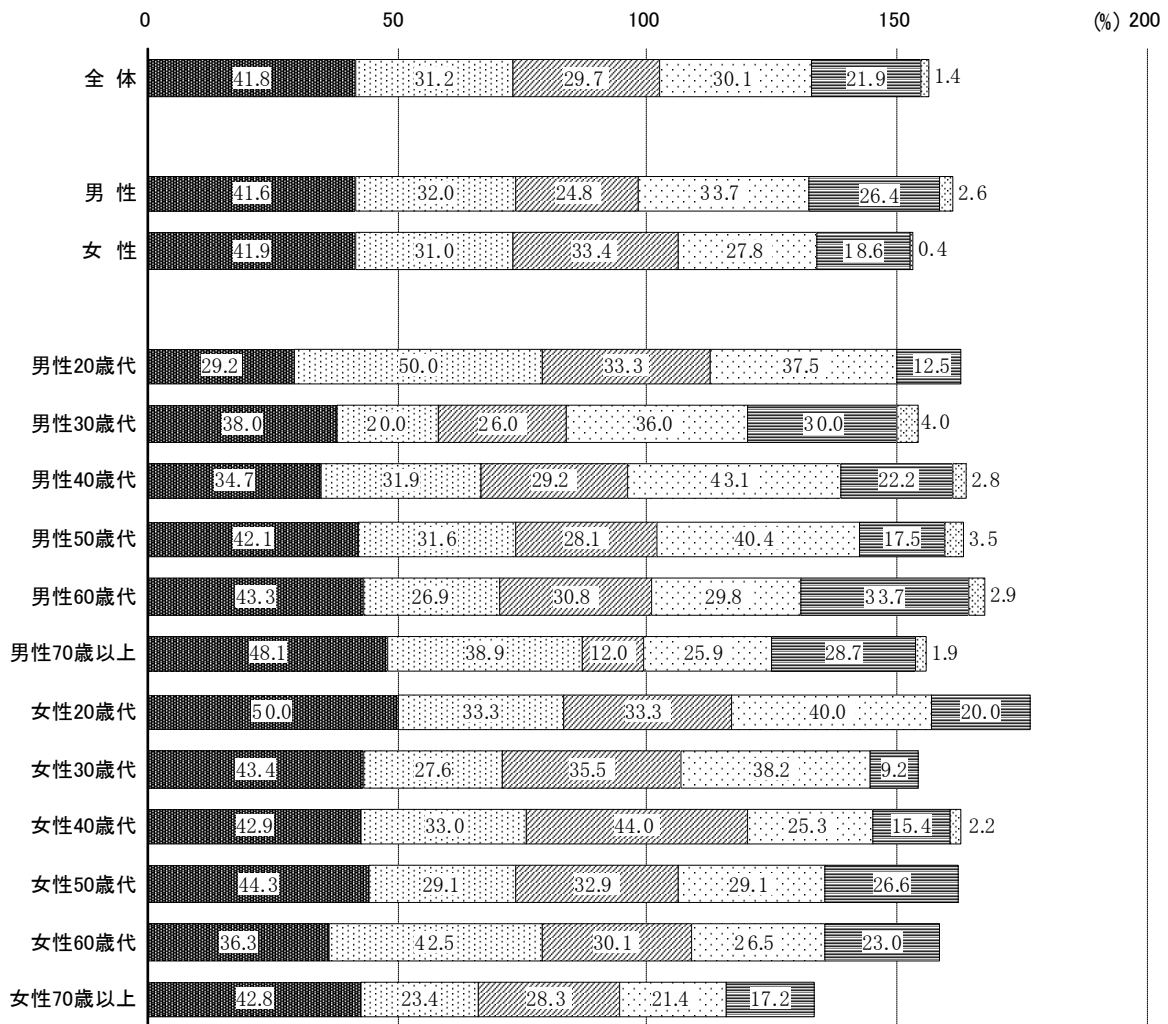 0 50 100 150 (%) 200
全 体 41.8 31.2 29.7 30.1 21.9 1.4
男 性 41.6 32.0 24.8 33.7 26.4 2.6
女 性 41.9 31.0 33.4 27.8 18.6 0.4
男性20歳代 29.2 50.0 33.3 37.5 12.5
男性30歳代 38.0 20.0 26.0 36.0 30.0 4.0
男性40歳代 34.7 31.9 29.2 43.1 22.2 2.8
男性50歳代 42.1 31.6 28.1 40.4 17.5 3.5
男性60歳代 43.3 26.9 30.8 29.8 33.7 2.9
男性70歳以上 48.1 38.9 12.0 25.9 28.7 1.9
女性20歳代 50.0 33.3 33.3 40.0 20.0
女性30歳代 43.4 27.6 35.5 38.2 9.2
女性40歳代 42.9 33.0 44.0 25.3 15.4 2.2
女性50歳代 44.3 29.1 32.9 29.1 26.6
女性60歳代 36.3 42.5 30.1 26.5 23.0
女性70歳以上 42.8 23.4 28.3 21.4 17.2